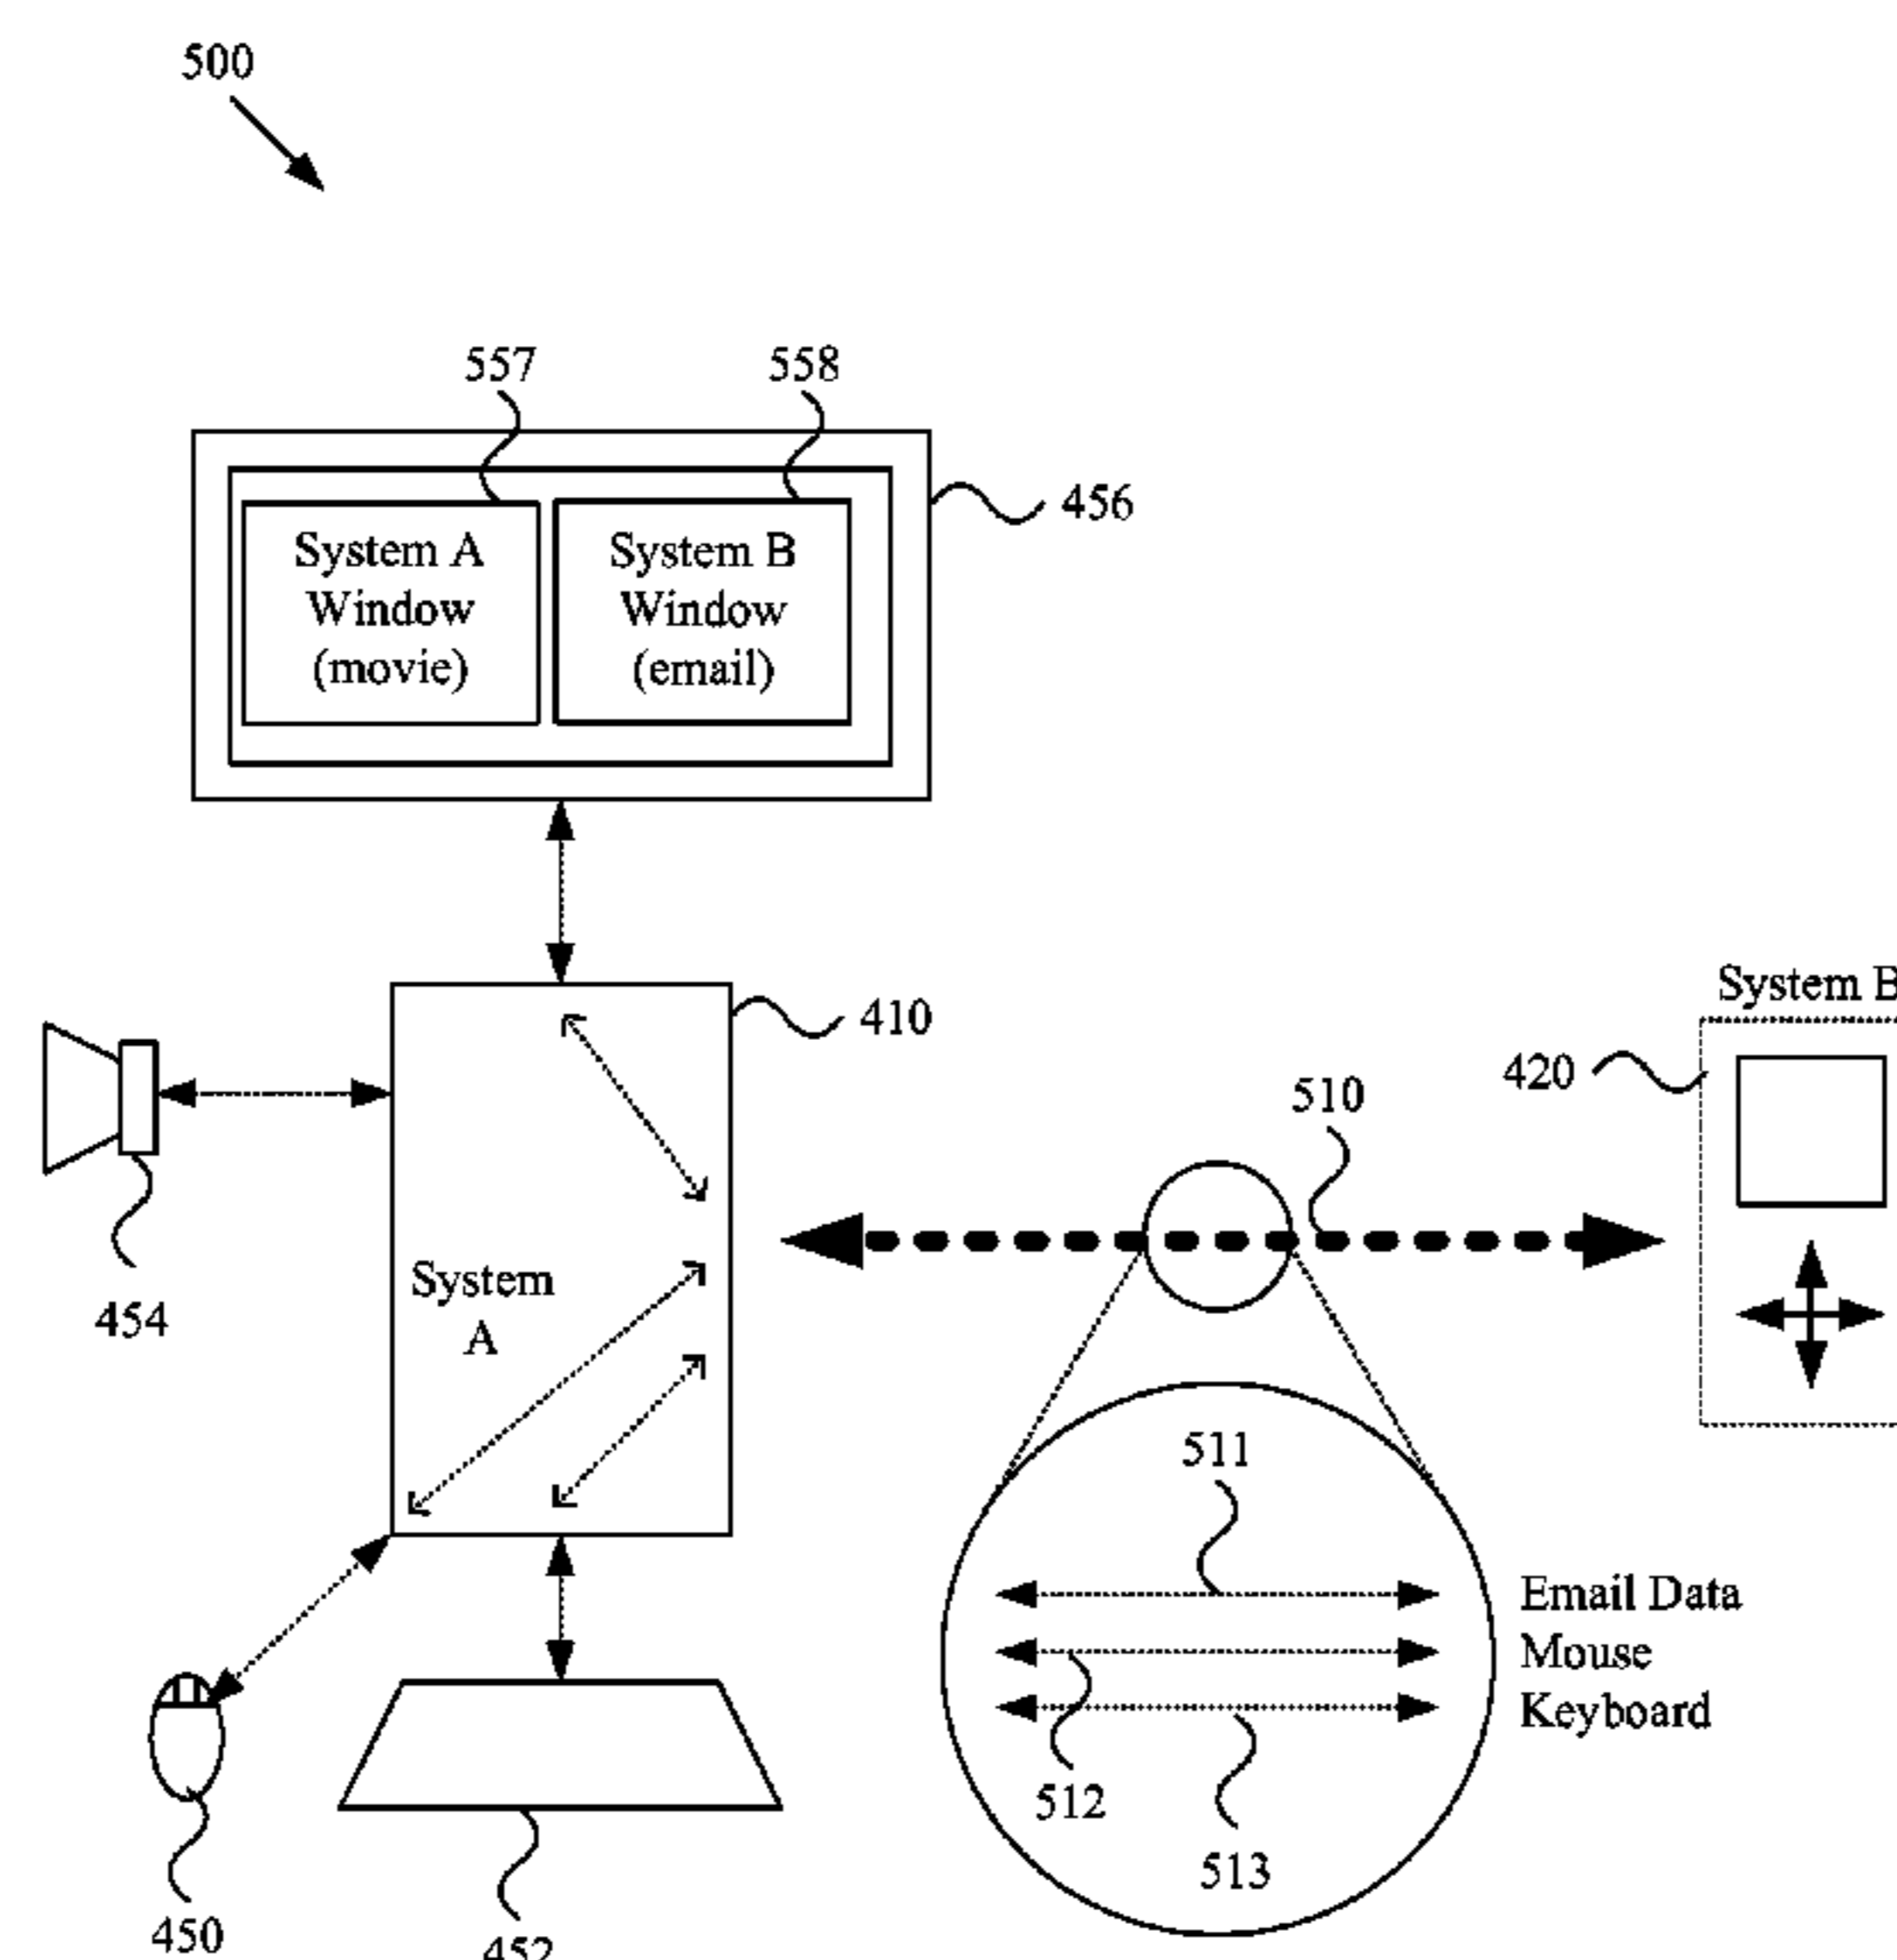 500
557
558
System A
Window
(movie)
System B
Window
(email)
456
410
System B
420
510
454
System
A
511
Email Data
Mouse
Keyboard
512
513
450
452